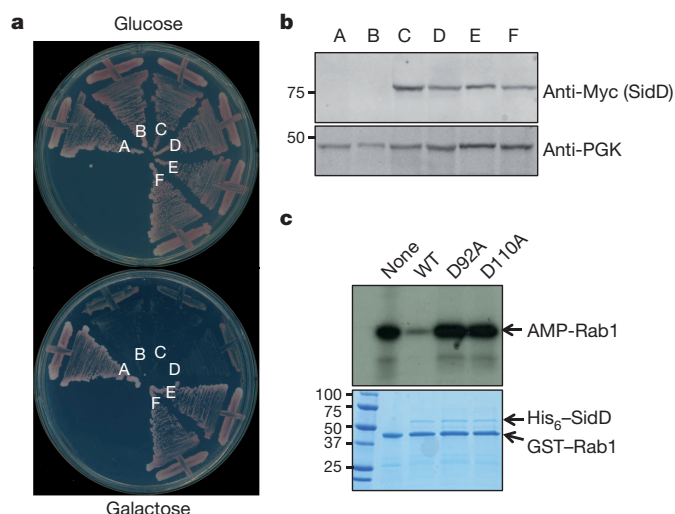 a
Glucose
A
B
C
D
E
F
A
B
C
D
E
F
Galactose
b
A B C D E F
75
Anti-Myc (SidD)
50
Anti-PGK
c
None WT D92A D110A
AMP-Rab1
100
75
50
37
25
His6–SidD
GST–Rab1